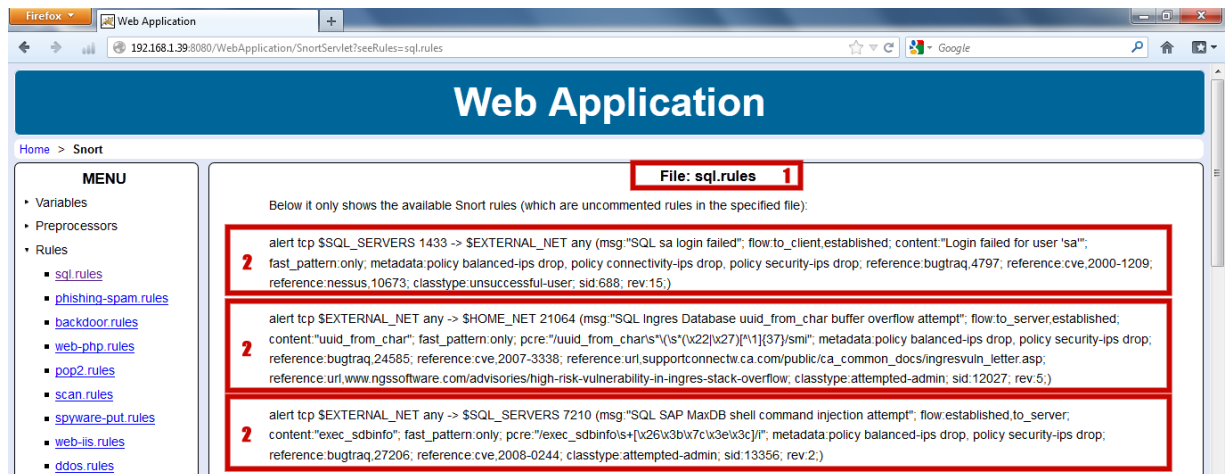 Firefox
Web Application
+
192.168.1.39:8080/WebApplication/SnortServlet?seeRules=sql.rules
Google
Web Application
Home > Snort
MENU
Variables
Preprocessors
Rules
sql.rules
phishing-spam.rules
backdoor.rules
web-php.rules
pop2.rules
scan.rules
spyware-put.rules
web-iis.rules
ddos.rules
File: sql.rules 1
Below it only shows the available Snort rules (which are uncommented rules in the specified file):
2
alert tcp $SQL_SERVERS 1433 -> $EXTERNAL_NET any (msg:"SQL sa login failed"; flow:to_client,established; content:"Login failed for user 'sa'";
fast_pattern:only; metadata:policy balanced-ips drop, policy connectivity-ips drop, policy security-ips drop; reference:bugtraq,4797; reference:cve,2000-1209;
reference:nessus,10673; classtype:unsuccessful-user; sid:688; rev:15;)
2
alert tcp $EXTERNAL_NET any -> $HOME_NET 21064 (msg:"SQL Ingres Database uuid_from_char buffer overflow attempt"; flow:to_server,established;
content:"uuid_from_char"; fast_pattern:only; pcre:"/uuid_from_char\s*\(\s*(\x22|\x27)[^\1]{37}/smi"; metadata:policy balanced-ips drop, policy security-ips drop;
reference:bugtraq,24585; reference:cve,2007-3338; reference:url,supportconnectw.ca.com/public/ca_common_docs/ingresvuln_letter.asp;
reference:url,www.ngssoftware.com/advisories/high-risk-vulnerability-in-ingres-stack-overflow; classtype:attempted-admin; sid:12027; rev:5;)
2
alert tcp $EXTERNAL_NET any -> $SQL_SERVERS 7210 (msg:"SQL SAP MaxDB shell command injection attempt"; flow:established,to_server;
content:"exec_sdbinfo"; fast_pattern:only; pcre:"/exec_sdbinfo\s+[\x26\x3b\x7c\x3e\x3c]/i"; metadata:policy balanced-ips drop, policy security-ips drop;
reference:bugtraq,27206; reference:cve,2008-0244; classtype:attempted-admin; sid:13356; rev:2;)